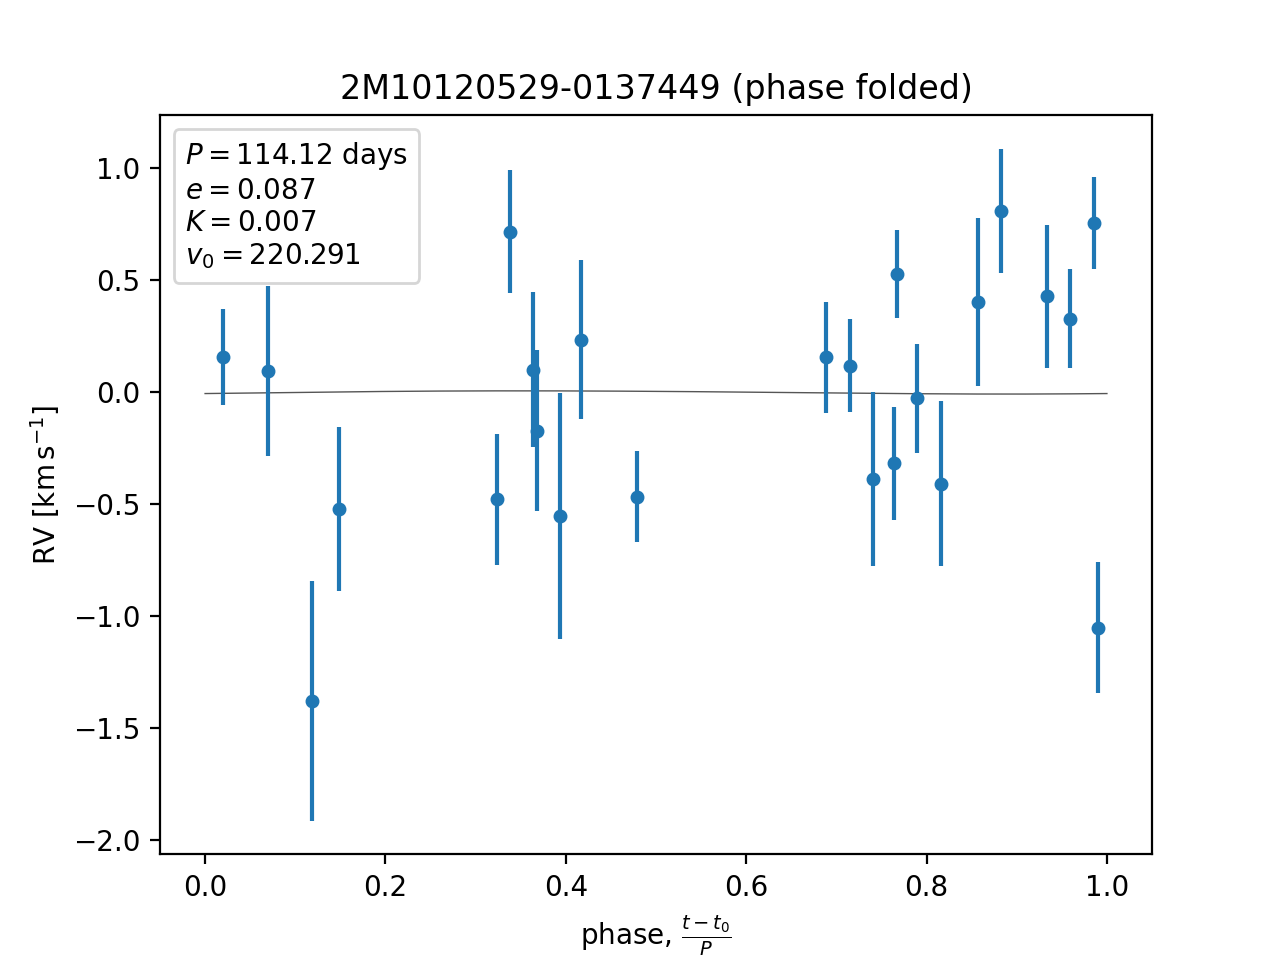 2M10120529-0137449 (phase folded)
P = 114.12 days
e = 0.087
K = 0.007
v₀ = 220.291
1.0
0.5
0.0
−0.5
−1.0
−1.5
−2.0
RV [km s⁻¹]
0.0 0.2 0.4 0.6 0.8 1.0
phase, (t − t₀)/P